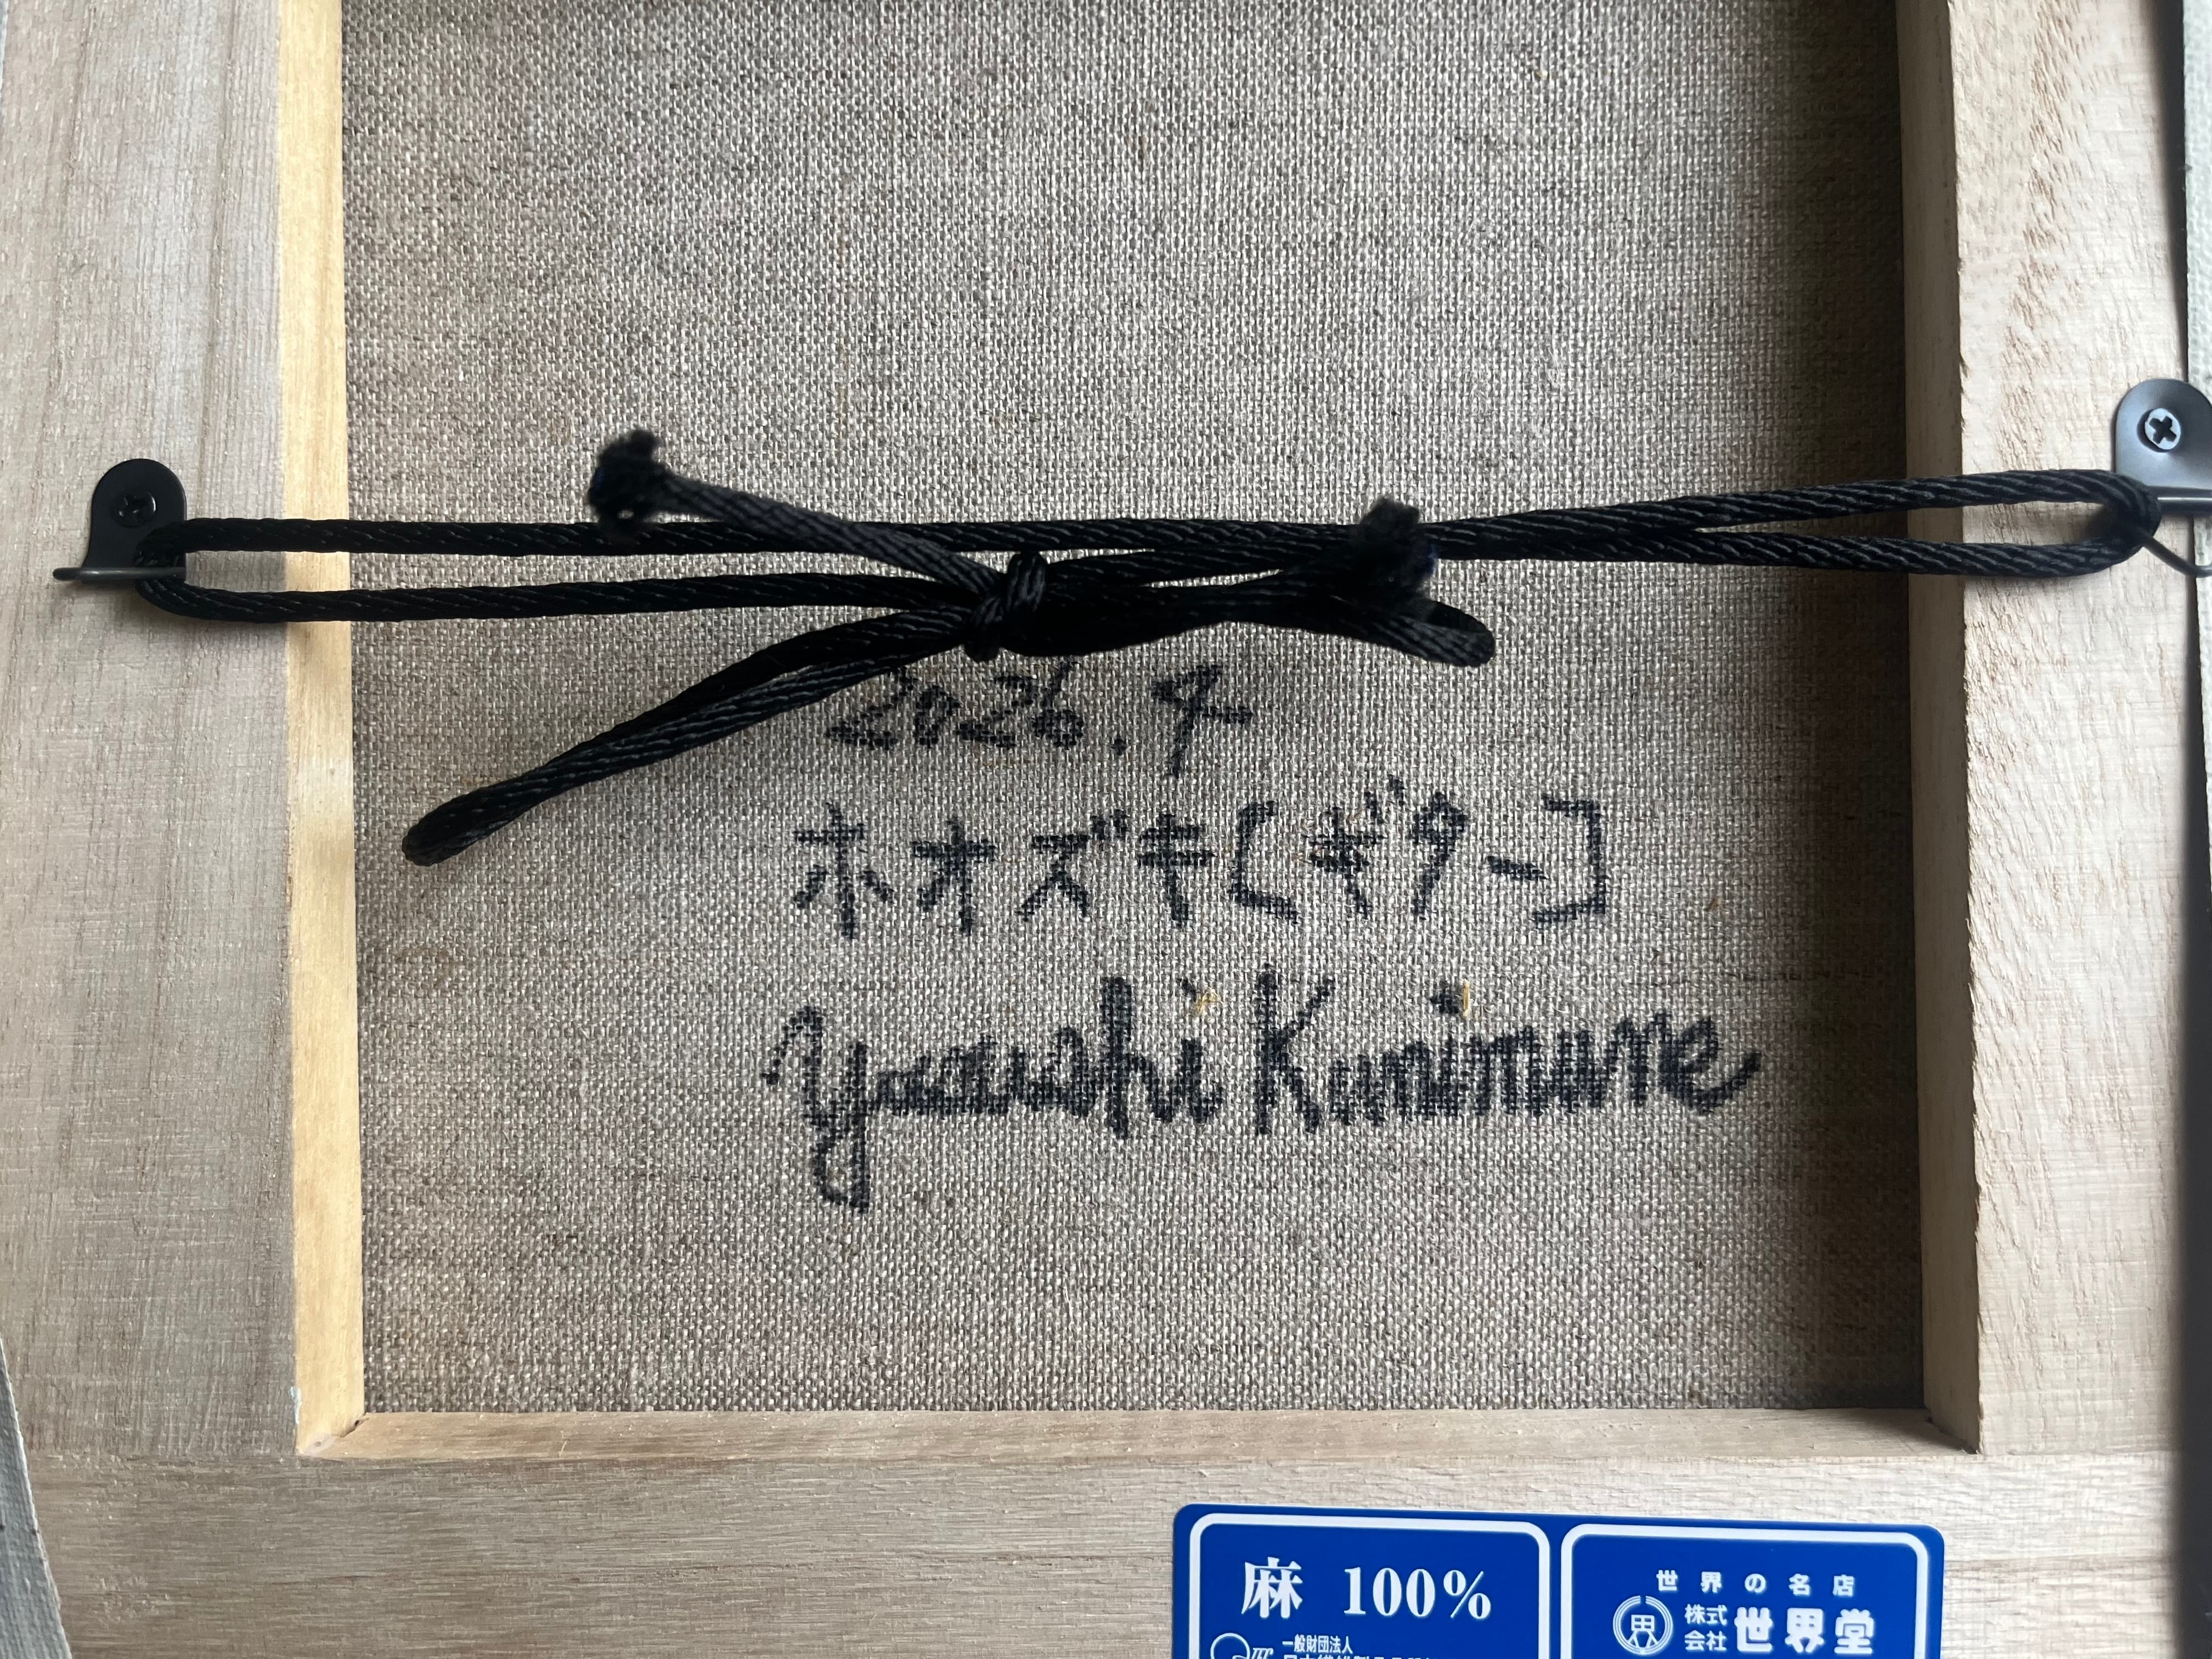 2026.4
ホオズキ〔ギター〕
Yasushi Kunimune
麻 100%
一般財団法人
世界の名店
株式会社 世界堂